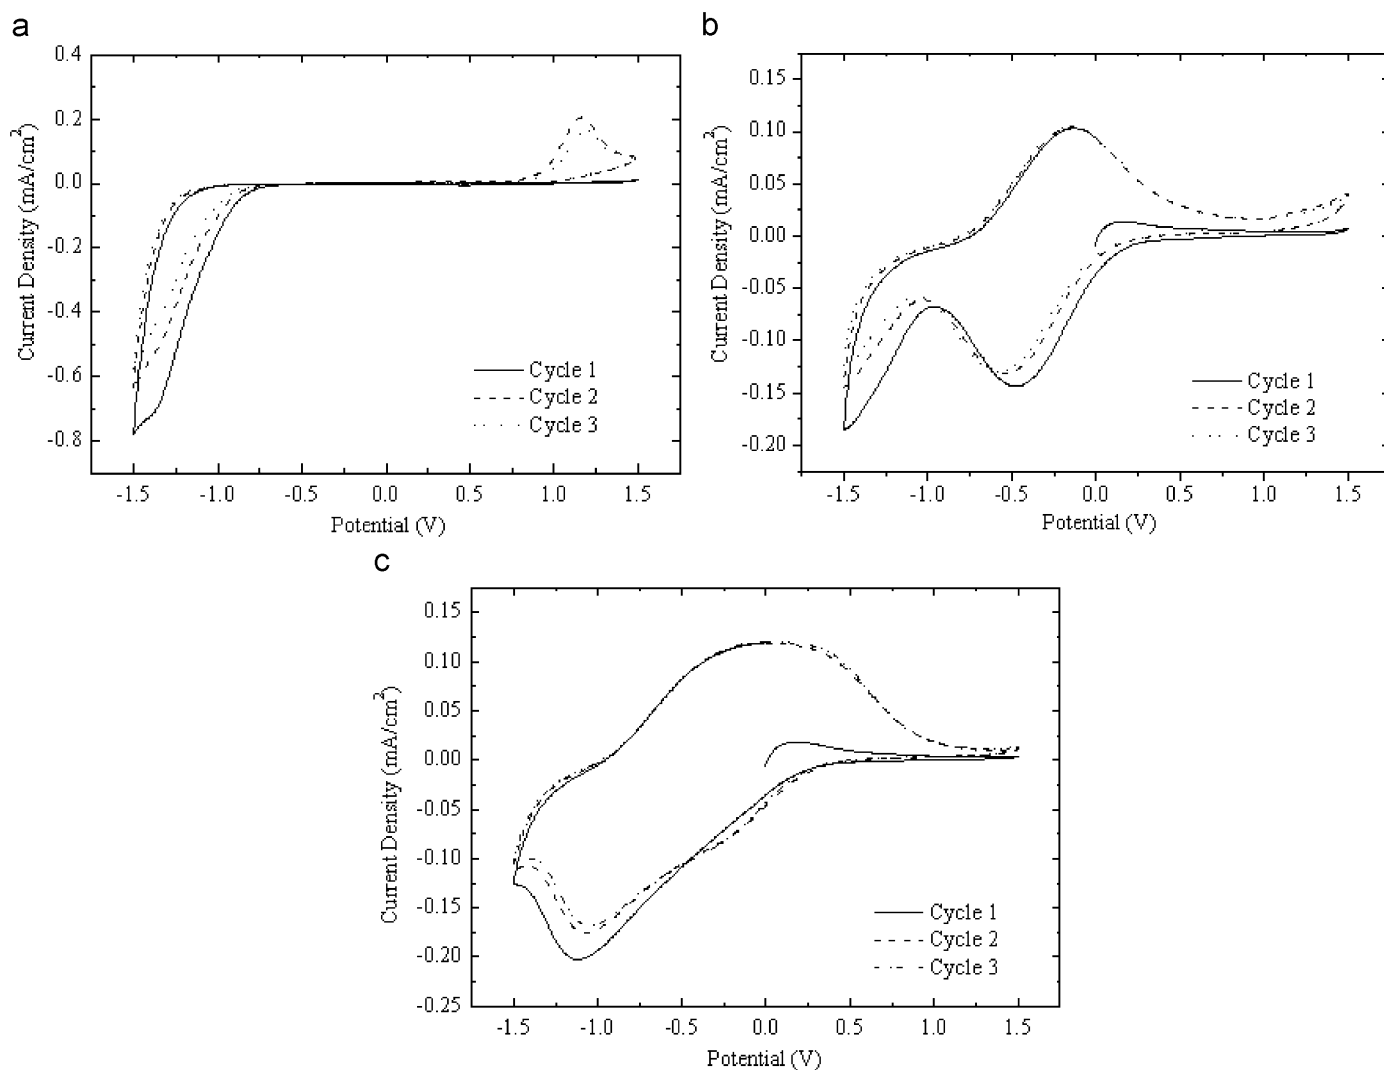 a
0.4
0.2
0.0
-0.2
-0.4
-0.6
-0.8
Current Density (mA/cm²)
Cycle 1
Cycle 2
Cycle 3
-1.5 -1.0 -0.5 0.0 0.5 1.0 1.5
Potential (V)
b
0.15
0.10
0.05
0.00
-0.05
-0.10
-0.15
-0.20
Current Density (mA/cm²)
Cycle 1
Cycle 2
Cycle 3
-1.5 -1.0 -0.5 0.0 0.5 1.0 1.5
Potential (V)
c
0.15
0.10
0.05
0.00
-0.05
-0.10
-0.15
-0.20
-0.25
Current Density (mA/cm²)
Cycle 1
Cycle 2
Cycle 3
-1.5 -1.0 -0.5 0.0 0.5 1.0 1.5
Potential (V)